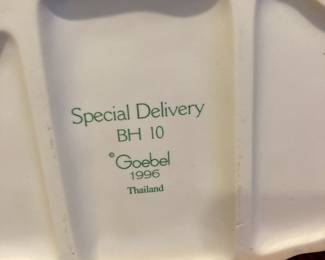 Special Delivery
BH 10
©Goebel
1996
Thailand